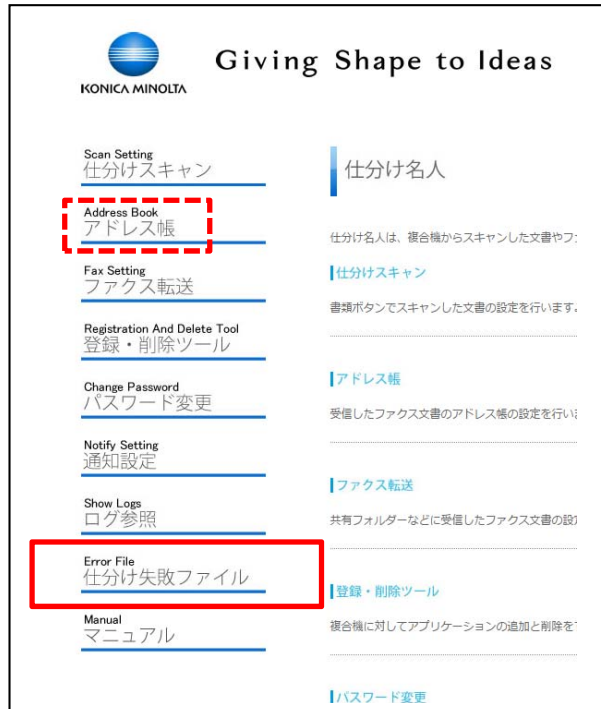 Giving Shape to Ideas
KONICA MINOLTA
Scan Setting
仕分けスキャン
Address Book
アドレス帳
Fax Setting
ファクス転送
Registration And Delete Tool
登録・削除ツール
Change Password
パスワード変更
Notify Setting
通知設定
Show Logs
ログ参照
Error File
仕分け失敗ファイル
Manual
マニュアル
仕分け名人
仕分け名人は、複合機からスキャンした文書やフ
仕分けスキャン
書類ボタンでスキャンした文書の設定を行います。
アドレス帳
受信したファクス文書のアドレス帳の設定を行い
ファクス転送
共有フォルダーなどに受信したファクス文書の設
登録・削除ツール
複合機に対してアプリケーションの追加と削除を
パスワード変更